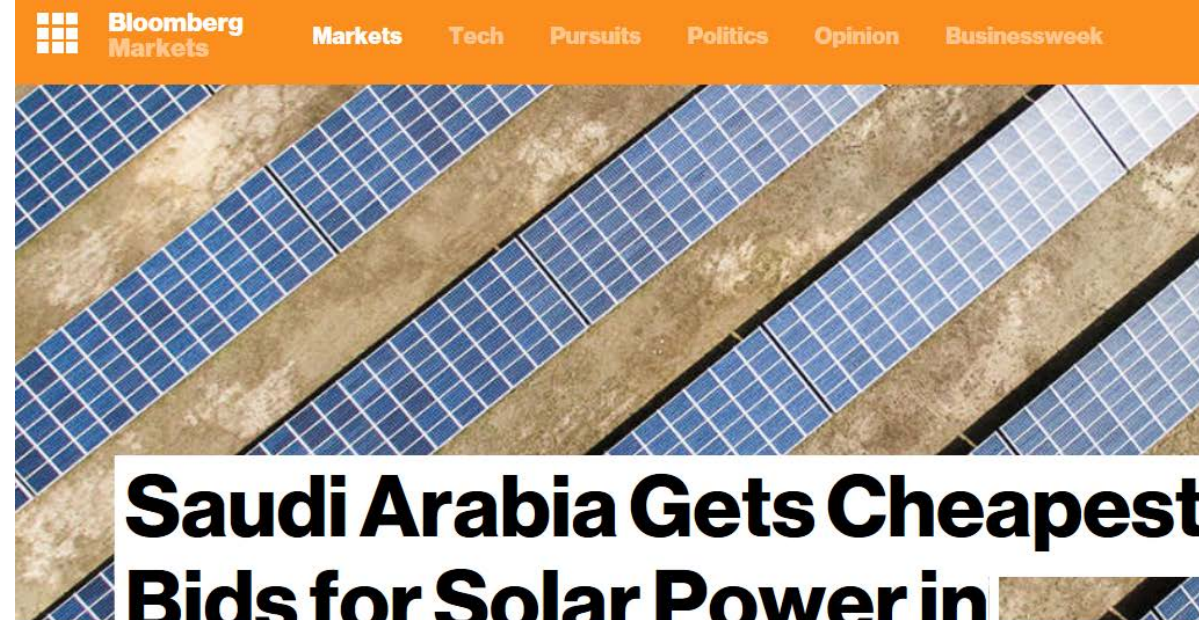 Bloomberg
Markets
Markets Tech Pursuits Politics Opinion Businessweek
Saudi Arabia Gets Cheapest
Bids for Solar Power in